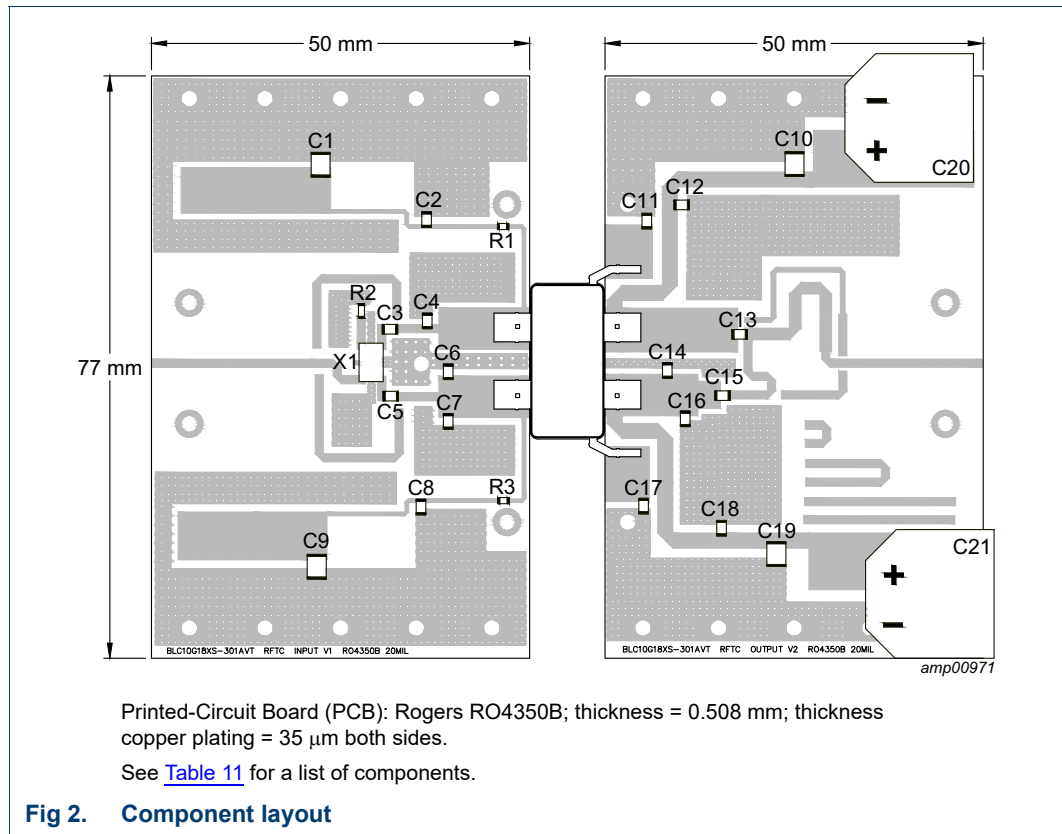 50 mm
50 mm
77 mm
C1
C2
R1
R2
C3
C4
X1
C6
C5
C7
C8
R3
C9
C10
C20
−
+
C11
C12
C13
C14
C15
C16
C17
C18
C19
C21
+
−
BLC10G18XS-301AVT RFTC INPUT V1 RO4350B 20MIL
BLC10G18XS-301AVT RFTC OUTPUT V2 RO4350B 20MIL
amp00971
Printed-Circuit Board (PCB): Rogers RO4350B; thickness = 0.508 mm; thickness
copper plating = 35 μm both sides.
See Table 11 for a list of components.
Fig 2. Component layout